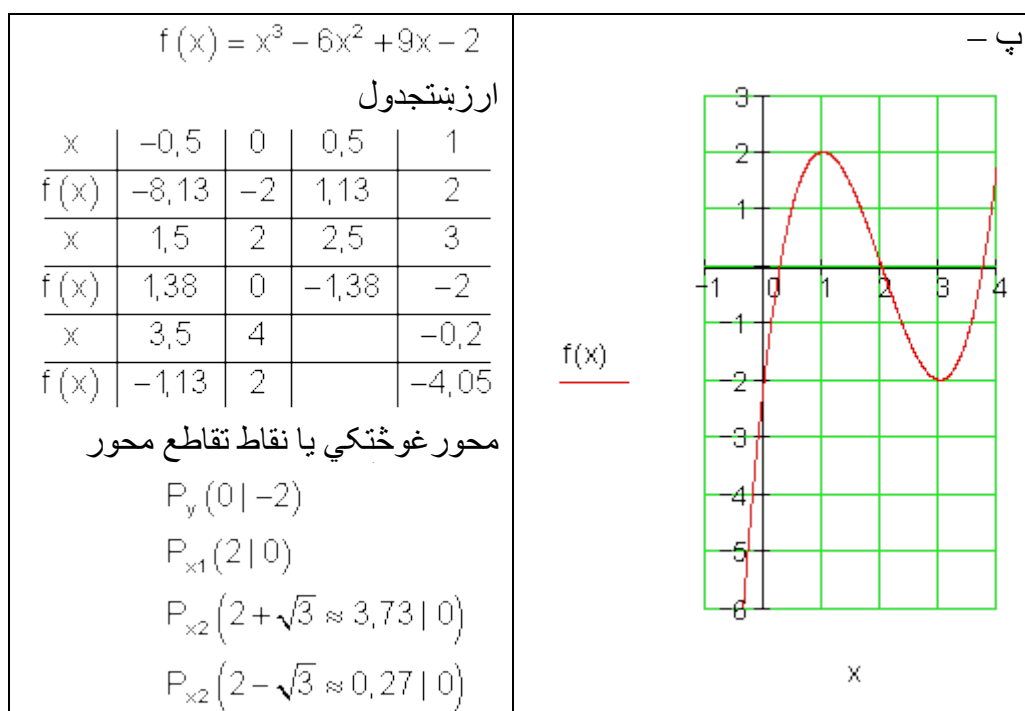 پ –
f(x) = x³ – 6x² + 9x – 2
ارزښتجدول
x | –0,5 | 0 | 0,5 | 1
f(x) | –8,13 | –2 | 1,13 | 2
x | 1,5 | 2 | 2,5 | 3
f(x) | 1,38 | 0 | –1,38 | –2
x | 3,5 | 4 | | –0,2
f(x) | –1,13 | 2 | | –4,05
محورغوڅتکي يا نقاط تقاطع محور
P_y (0 | –2)
P_x1 (2 | 0)
P_x2 (2 + √3 ≈ 3,73 | 0)
P_x2 (2 – √3 ≈ 0,27 | 0)
3
2
1
–1 0 1 2 3 4
–1
–2
–3
–4
–5
–6
f(x)
x